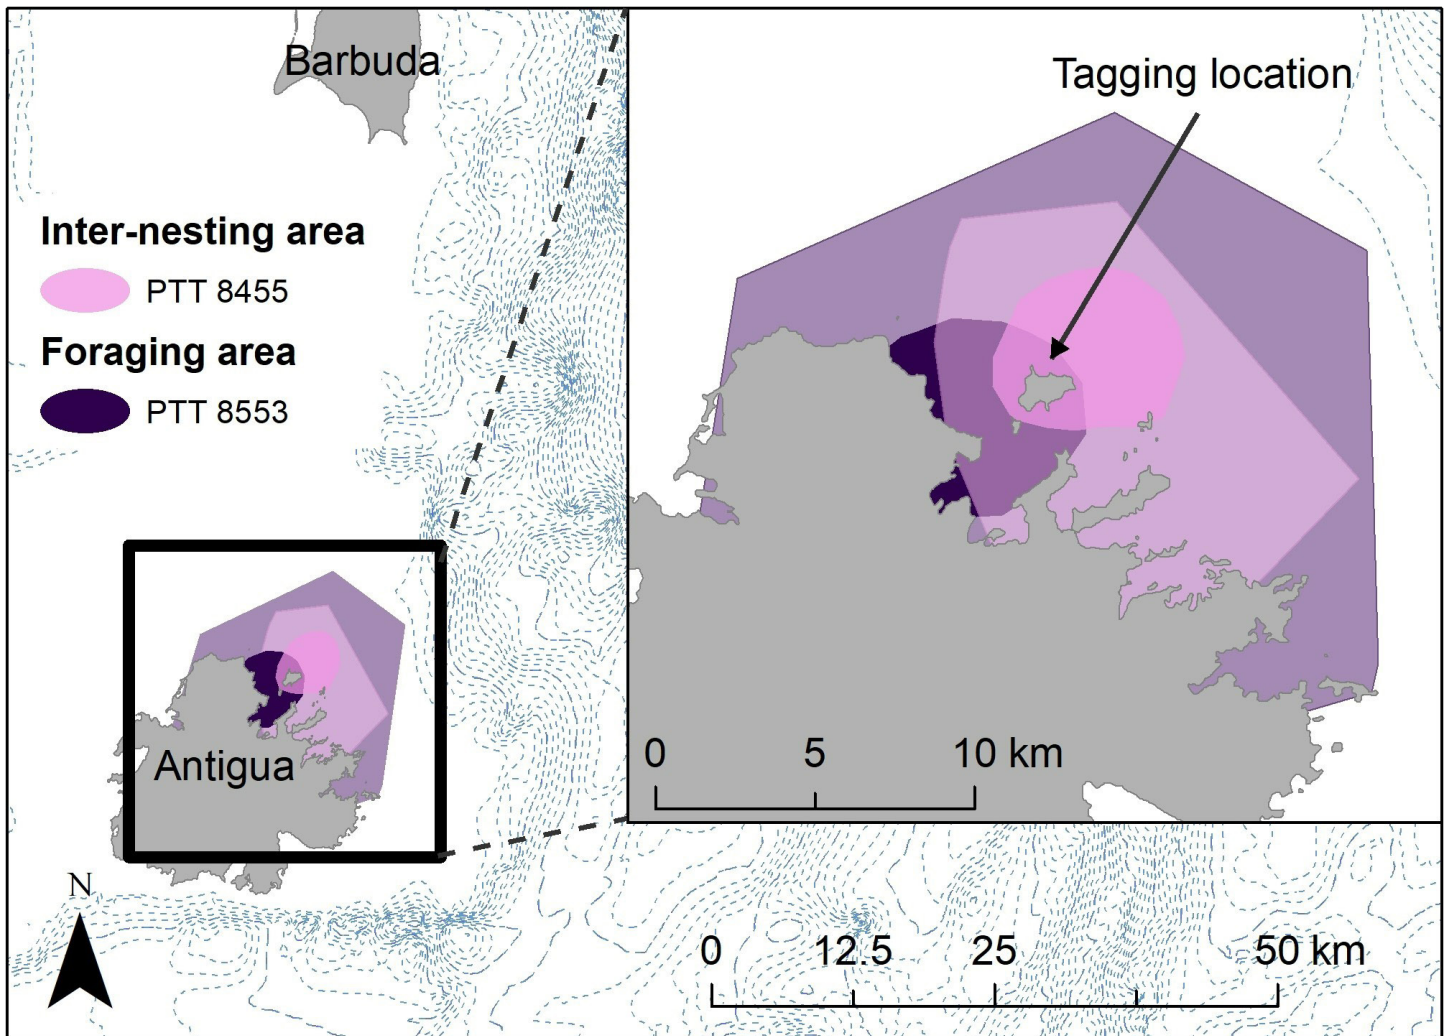 Barbuda
Tagging location
Inter-nesting area
PTT 8455
Foraging area
PTT 8553
Antigua
0 5 10 km
N
0 12.5 25 50 km